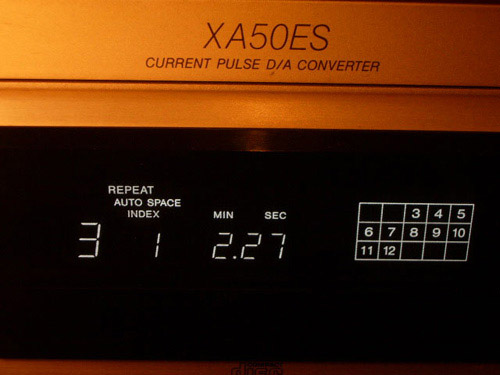 XA50ES
CURRENT PULSE D/A CONVERTER
REPEAT
AUTO SPACE
INDEX MIN SEC
3 1 2.27
3 4 5
6 7 8 9 10
11 12